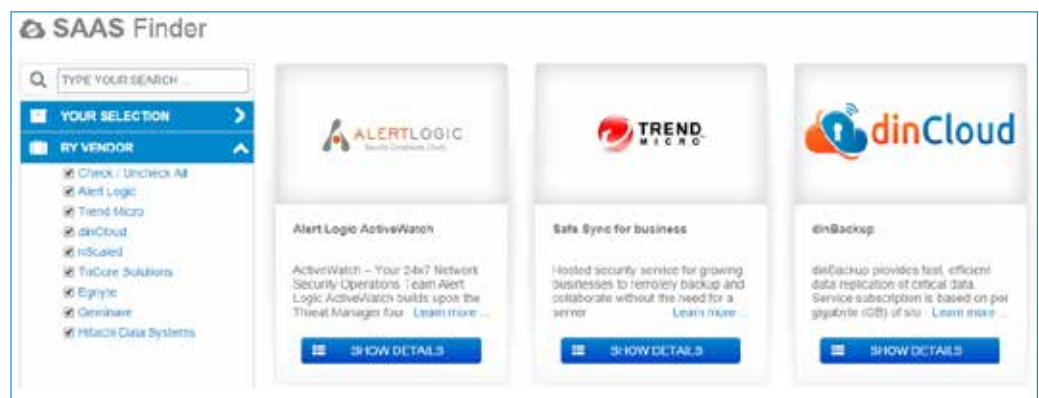 SAAS Finder
TYPE YOUR SEARCH ...
YOUR SELECTION
BY VENDOR
Check / Uncheck All
Alert Logic
Trend Micro
dinCloud
nScaled
TriCore Solutions
Egnyte
Geminare
Hitachi Data Systems
ALERTLOGIC
Security. Compliance. Cloud.
Alert Logic ActiveWatch
ActiveWatch – Your 24x7 Network
Security Operations Team Alert
Logic ActiveWatch builds upon the
Threat Manager foun Learn more ...
SHOW DETAILS
TREND
MICRO
Safe Sync for business
Hosted security service for growing
businesses to remotely backup and
collaborate without the need for a
server Learn more ...
SHOW DETAILS
dinCloud
dinBackup
dinBackup provides fast, efficient
data replication of critical data.
Service subscription is based on per
gigabyte (GB) of sto Learn more ...
SHOW DETAILS